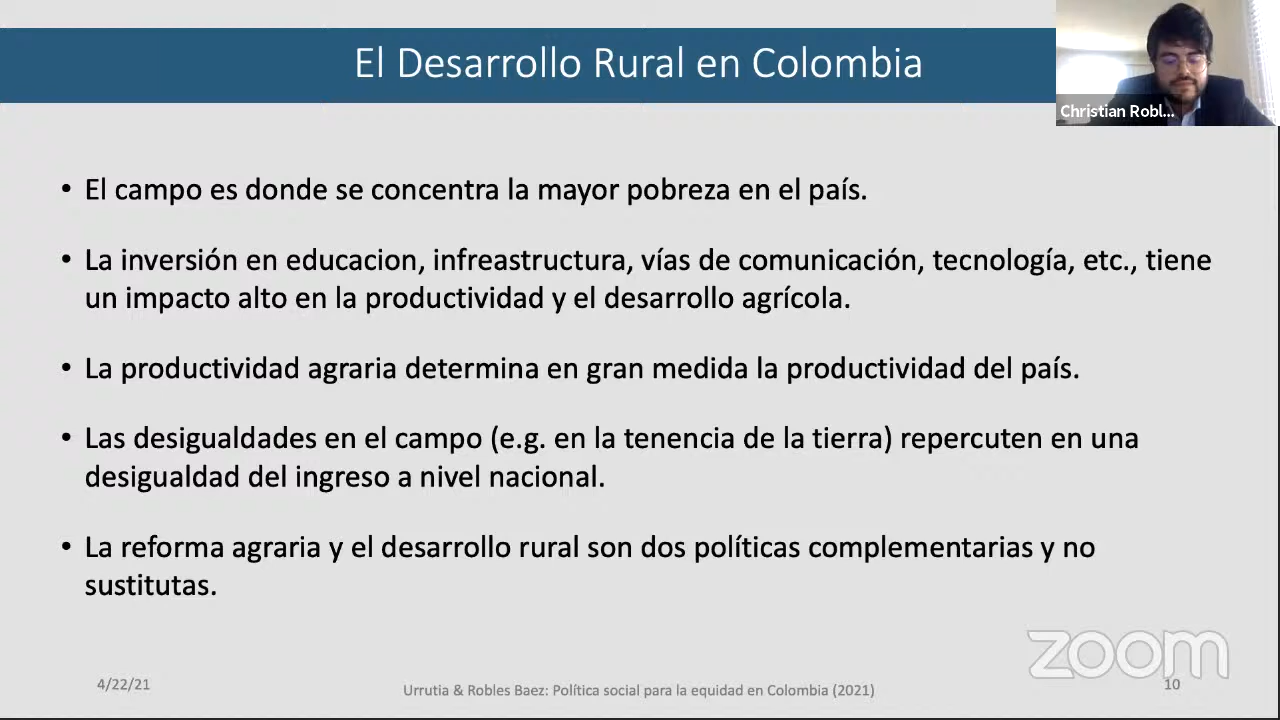 El Desarrollo Rural en Colombia
Christian Robl...
• El campo es donde se concentra la mayor pobreza en el país.
• La inversión en educacion, infreastructura, vías de comunicación, tecnología, etc., tiene
un impacto alto en la productividad y el desarrollo agrícola.
• La productividad agraria determina en gran medida la productividad del país.
• Las desigualdades en el campo (e.g. en la tenencia de la tierra) repercuten en una
desigualdad del ingreso a nivel nacional.
• La reforma agraria y el desarrollo rural son dos políticas complementarias y no
sustitutas.
zoom
4/22/21
Urrutia & Robles Baez: Política social para la equidad en Colombia (2021)
10